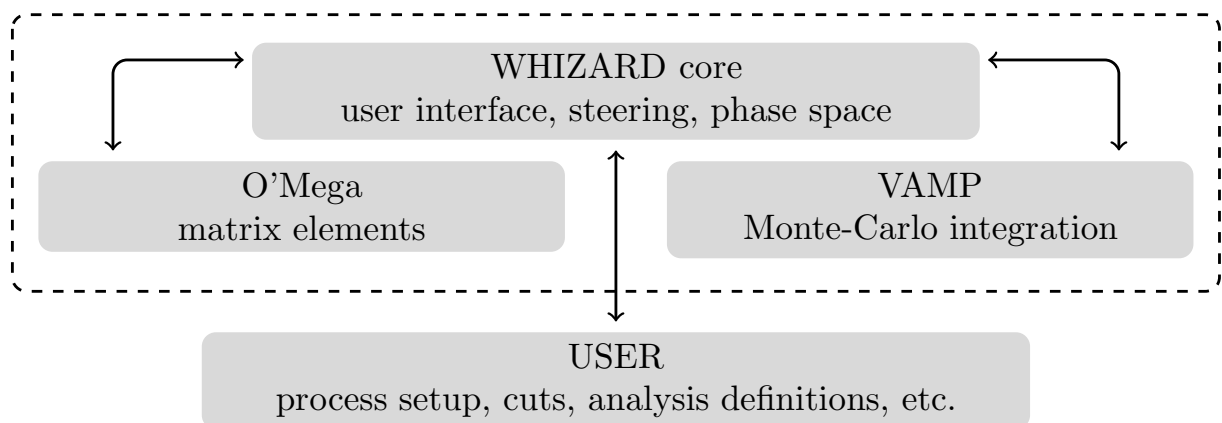 WHIZARD core
user interface, steering, phase space
O'Mega
matrix elements
VAMP
Monte-Carlo integration
USER
process setup, cuts, analysis definitions, etc.